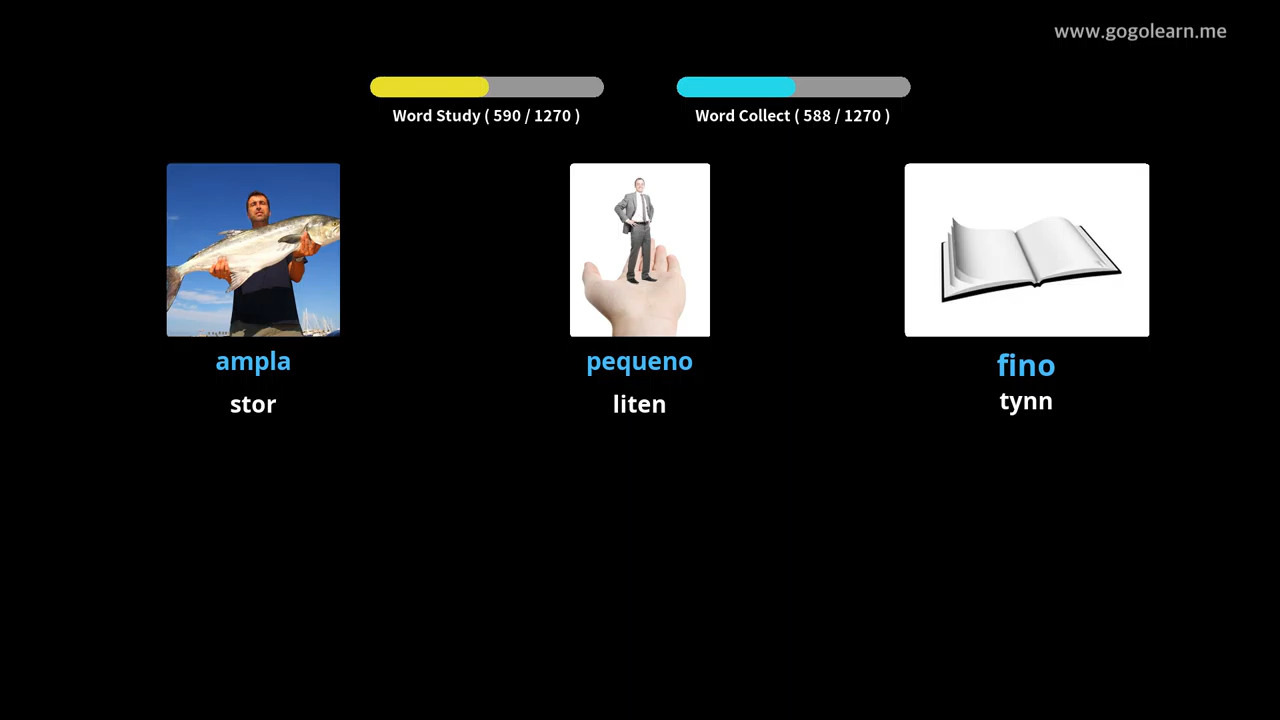 www.gogolearn.me
Word Study ( 590 / 1270 )
Word Collect ( 588 / 1270 )
ampla
pequeno
fino
stor
liten
tynn